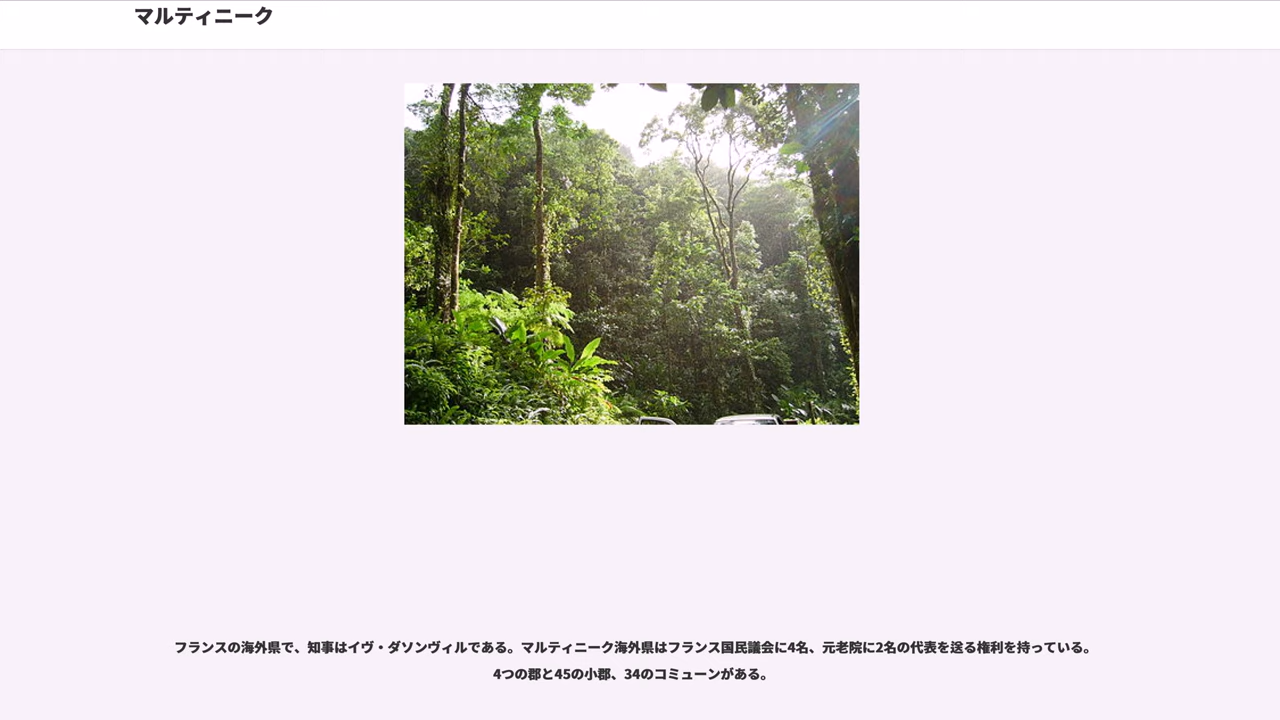 マルティニーク
フランスの海外県で、知事はイヴ・ダソンヴィルである。マルティニーク海外県はフランス国民議会に4名、元老院に2名の代表を送る権利を持っている。
4つの郡と45の小郡、34のコミューンがある。